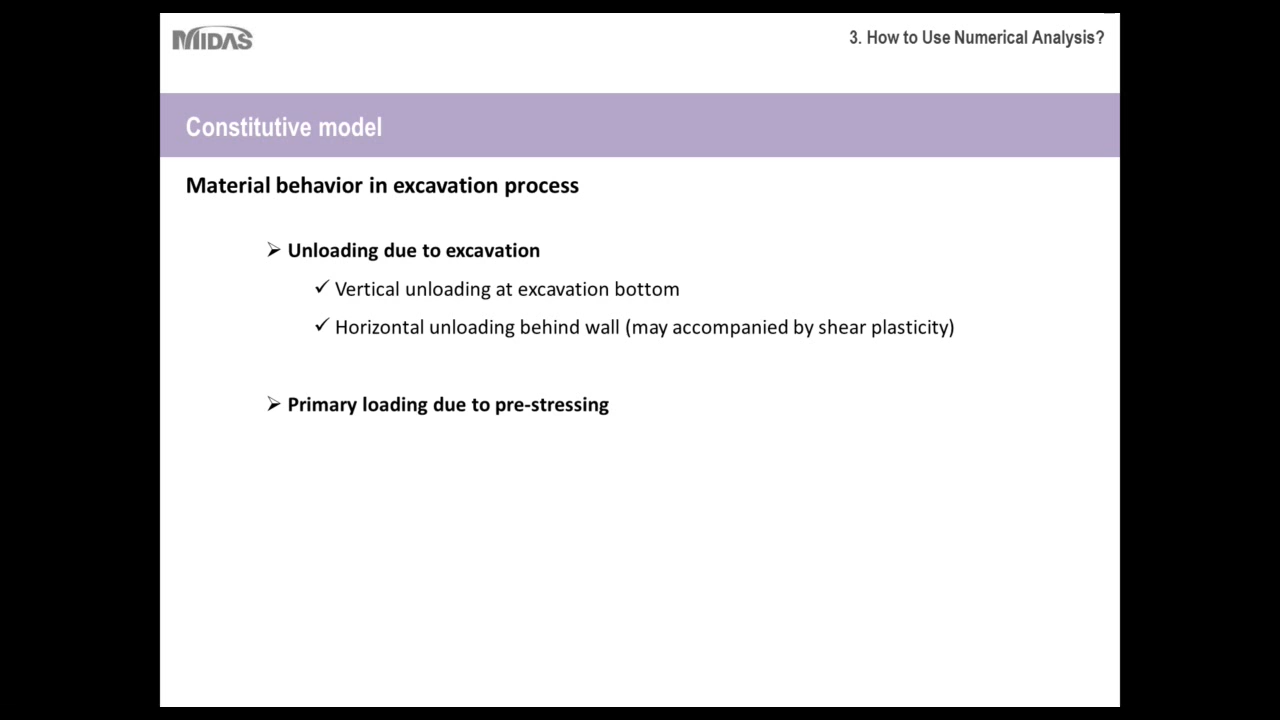 MIDAS
3. How to Use Numerical Analysis?
Constitutive model
Material behavior in excavation process
➢ Unloading due to excavation
✓ Vertical unloading at excavation bottom
✓ Horizontal unloading behind wall (may accompanied by shear plasticity)
➢ Primary loading due to pre-stressing